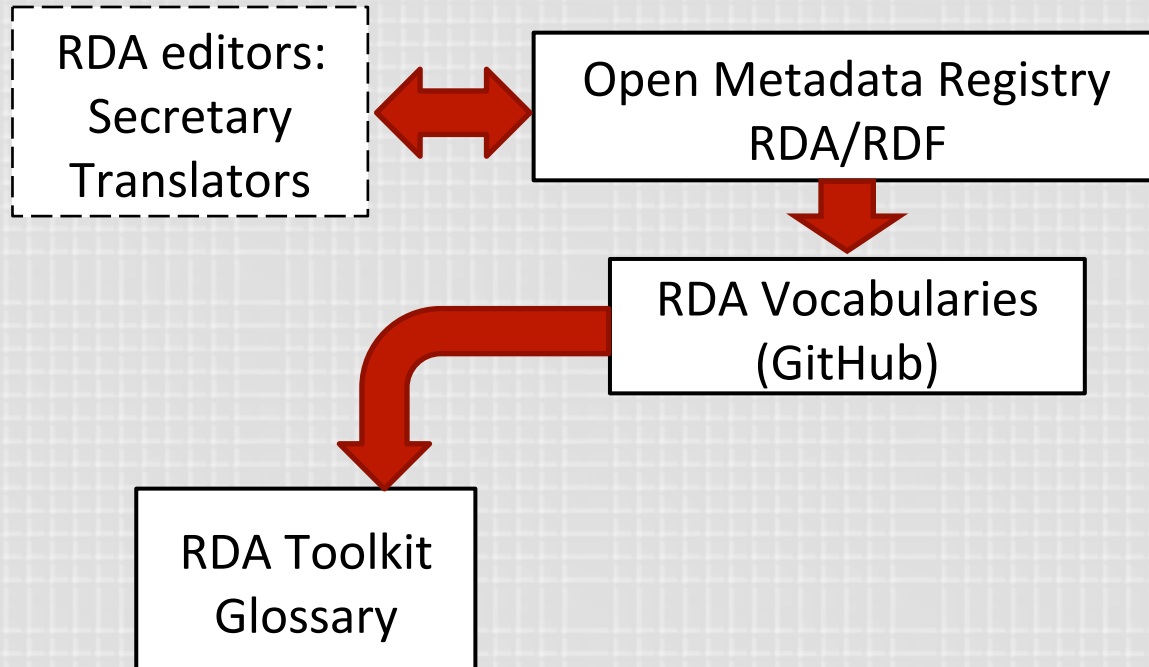 RDA editors:
Secretary
Translators
Open Metadata Registry
RDA/RDF
RDA Vocabularies
(GitHub)
RDA Toolkit
Glossary